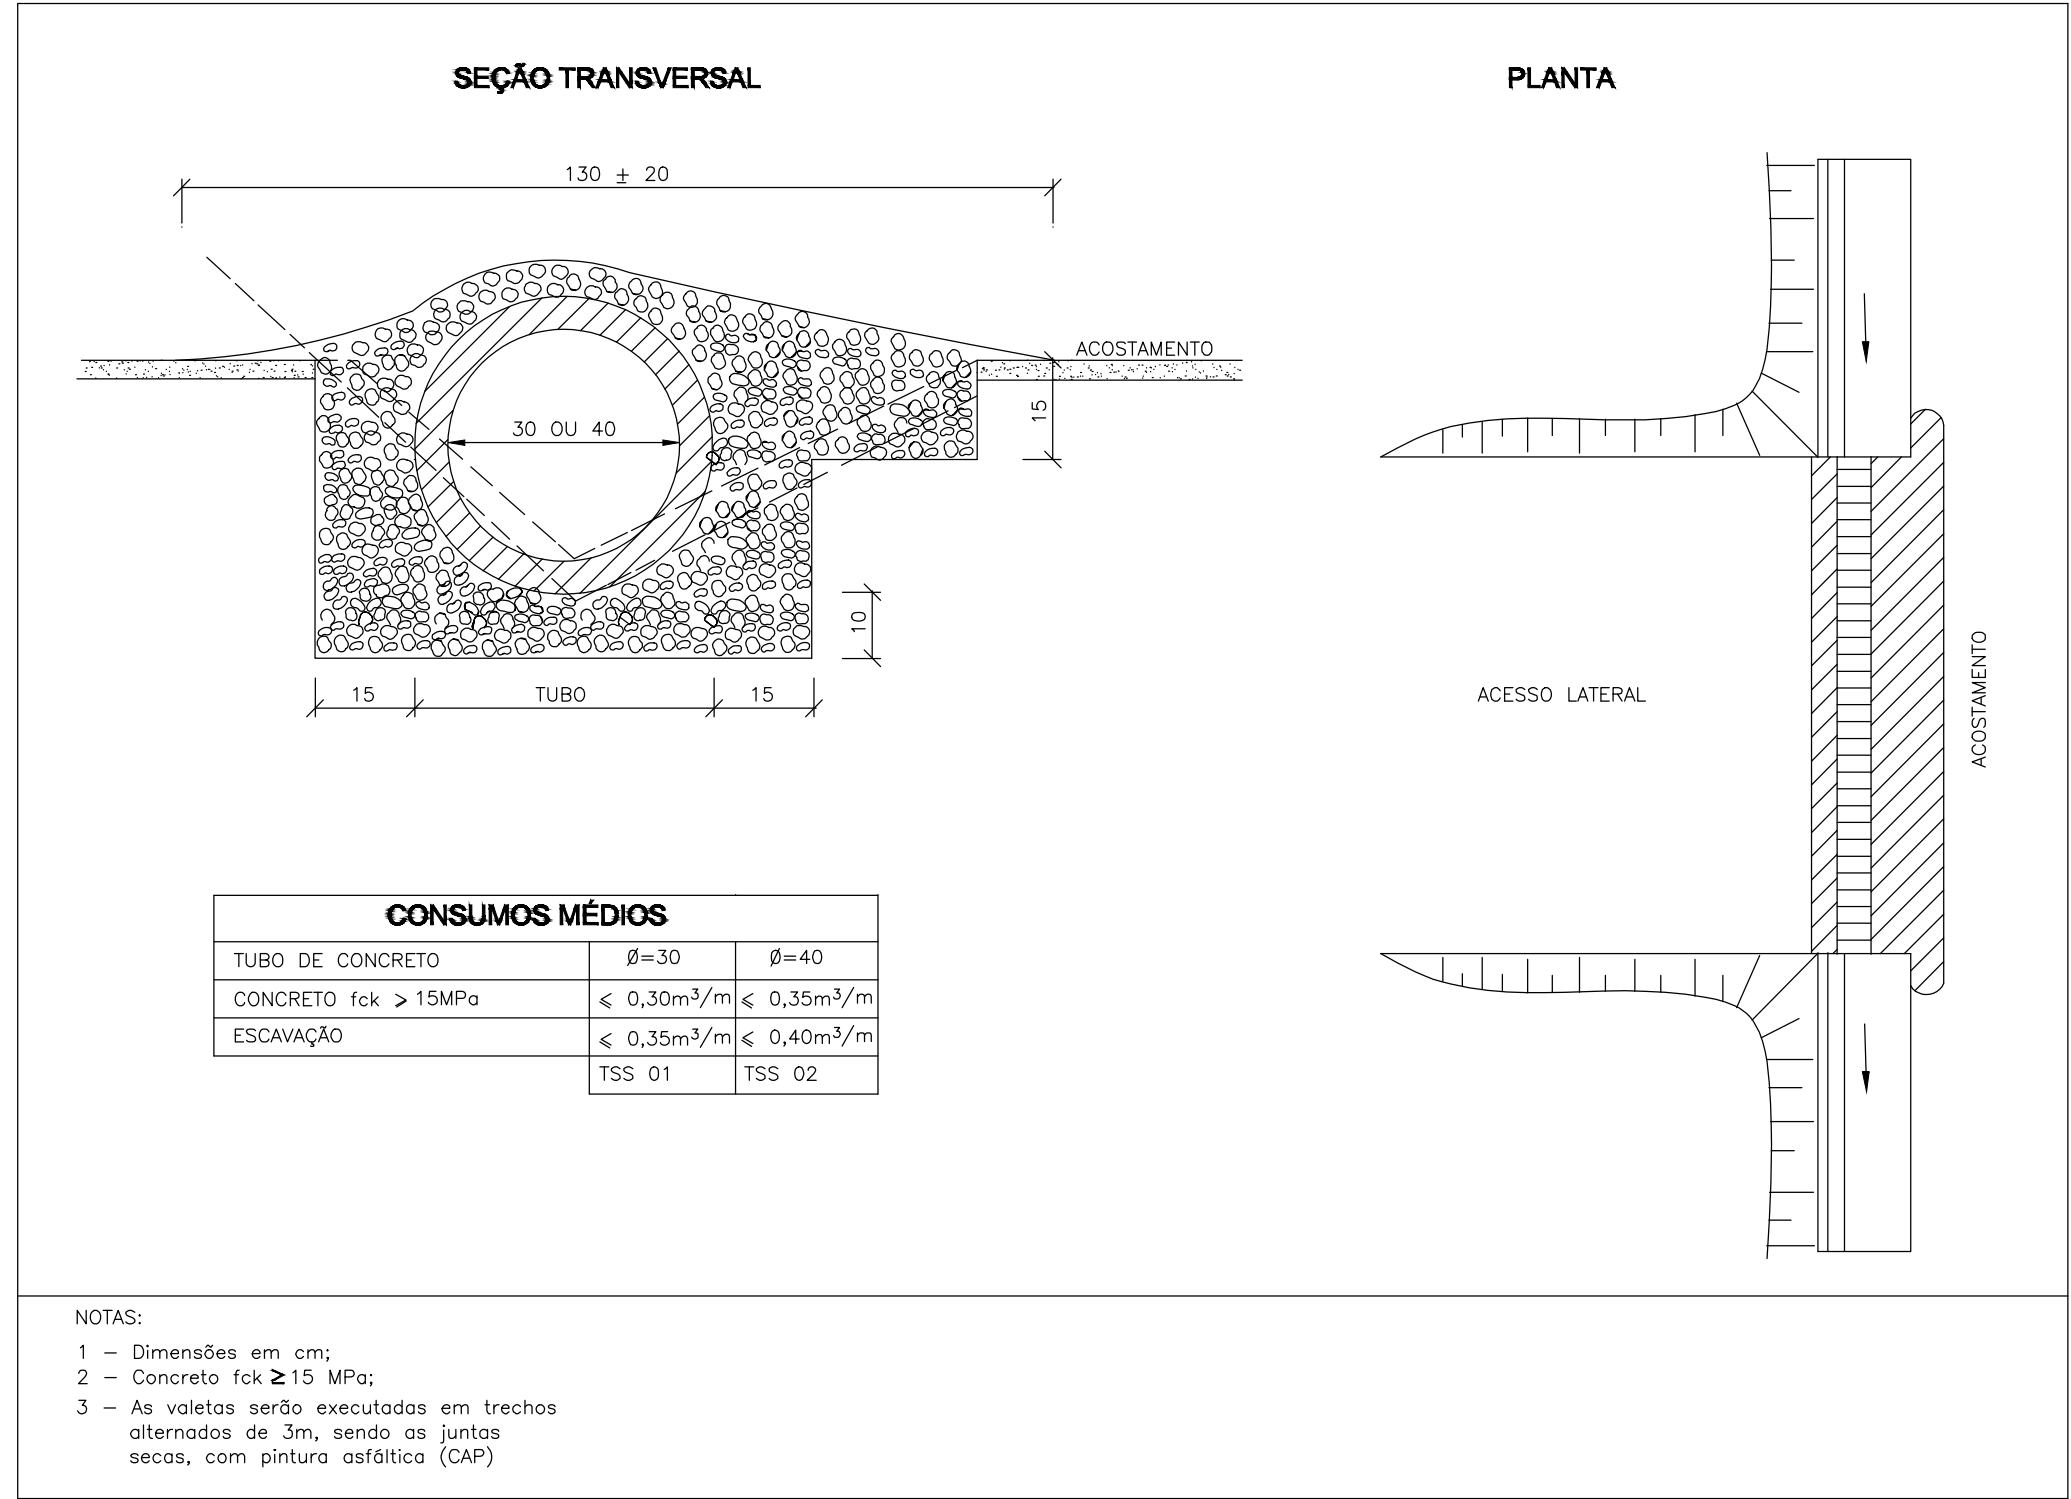 SEÇÃO TRANSVERSAL
PLANTA
130 ± 20
ACOSTAMENTO
30 OU 40
15
10
15
TUBO
15
ACESSO LATERAL
ACOSTAMENTO
CONSUMOS MÉDIOS
TUBO DE CONCRETO Ø=30 Ø=40
CONCRETO fck > 15MPa ⩽ 0,30m³/m ⩽ 0,35m³/m
ESCAVAÇÃO ⩽ 0,35m³/m ⩽ 0,40m³/m
TSS 01 TSS 02
NOTAS:
1 – Dimensões em cm;
2 – Concreto fck ≥ 15 MPa;
3 – As valetas serão executadas em trechos
alternados de 3m, sendo as juntas
secas, com pintura asfáltica (CAP)